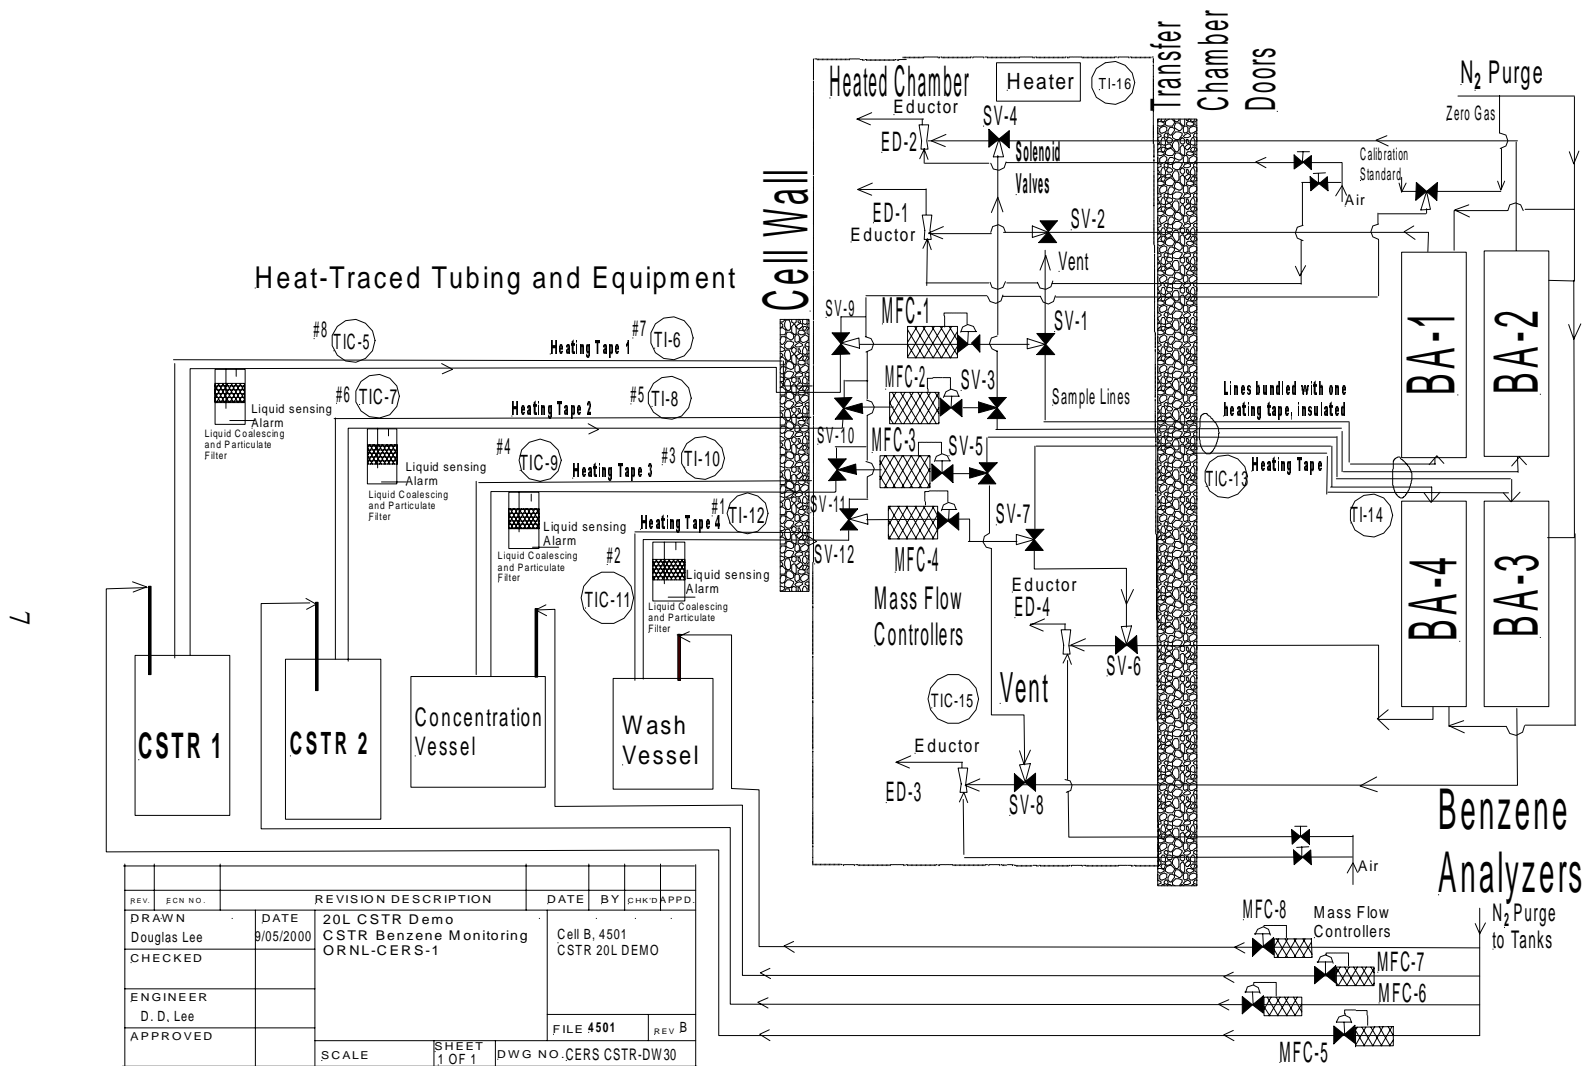 Transfer
Chamber
Doors
N2 Purge
Zero Gas
Heated Chamber
Heater
TI-16
Eductor
ED-2
SV-4
Solenoid
Valves
Calibration
Standard
Air
ED-1
Eductor
SV-2
Vent
Cell Wall
Heat-Traced Tubing and Equipment
#8
TIC-5
#7
TI-6
Heating Tape 1
SV-9
MFC-1
SV-1
BA-1
BA-2
#6
TIC-7
#5
TI-8
Heating Tape 2
MFC-2
SV-3
Sample Lines
Lines bundled with one
heating tape, insulated
Liquid sensing
Alarm
Liquid Coalescing
and Particulate
Filter
#4
TIC-9
#3
TI-10
Heating Tape 3
SV-10
MFC-3
SV-5
Heating Tape
TIC-13
Liquid sensing
Alarm
Liquid Coalescing
and Particulate
Filter
#1
TI-12
Heating Tape 4
SV-11
SV-12
MFC-4
SV-7
TI-14
Liquid sensing
Alarm
Liquid Coalescing
and Particulate
Filter
#2
TIC-11
Liquid sensing
Alarm
Liquid Coalescing
and Particulate
Filter
Mass Flow
Controllers
Eductor
ED-4
SV-6
BA-4
BA-3
7
CSTR 1
CSTR 2
Concentration
Vessel
Wash
Vessel
TIC-15
Vent
Eductor
ED-3
SV-8
Air
Benzene
Analyzers
MFC-8
Mass Flow
Controllers
N2 Purge
to Tanks
MFC-7
MFC-6
MFC-5
REV. ECN NO. REVISION DESCRIPTION DATE BY CHK'D APPD.
DRAWN DATE
Douglas Lee 9/05/2000
20L CSTR Demo
CSTR Benzene Monitoring
ORNL-CERS-1
Cell B, 4501
CSTR 20L DEMO
CHECKED
ENGINEER
D. D. Lee
APPROVED
FILE 4501 REV B
SCALE SHEET 1 OF 1 DWG NO. CERS CSTR-DW30